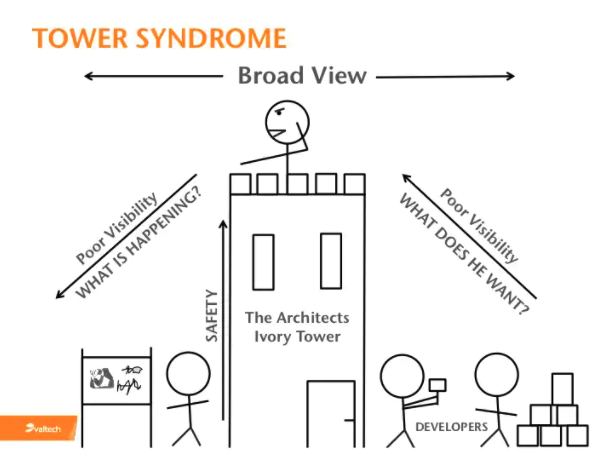 TOWER SYNDROME
Broad View
Poor Visibility
WHAT IS HAPPENING?
Poor Visibility
WHAT DOES HE WANT?
SAFETY
The Architects
Ivory Tower
DEVELOPERS
valtech